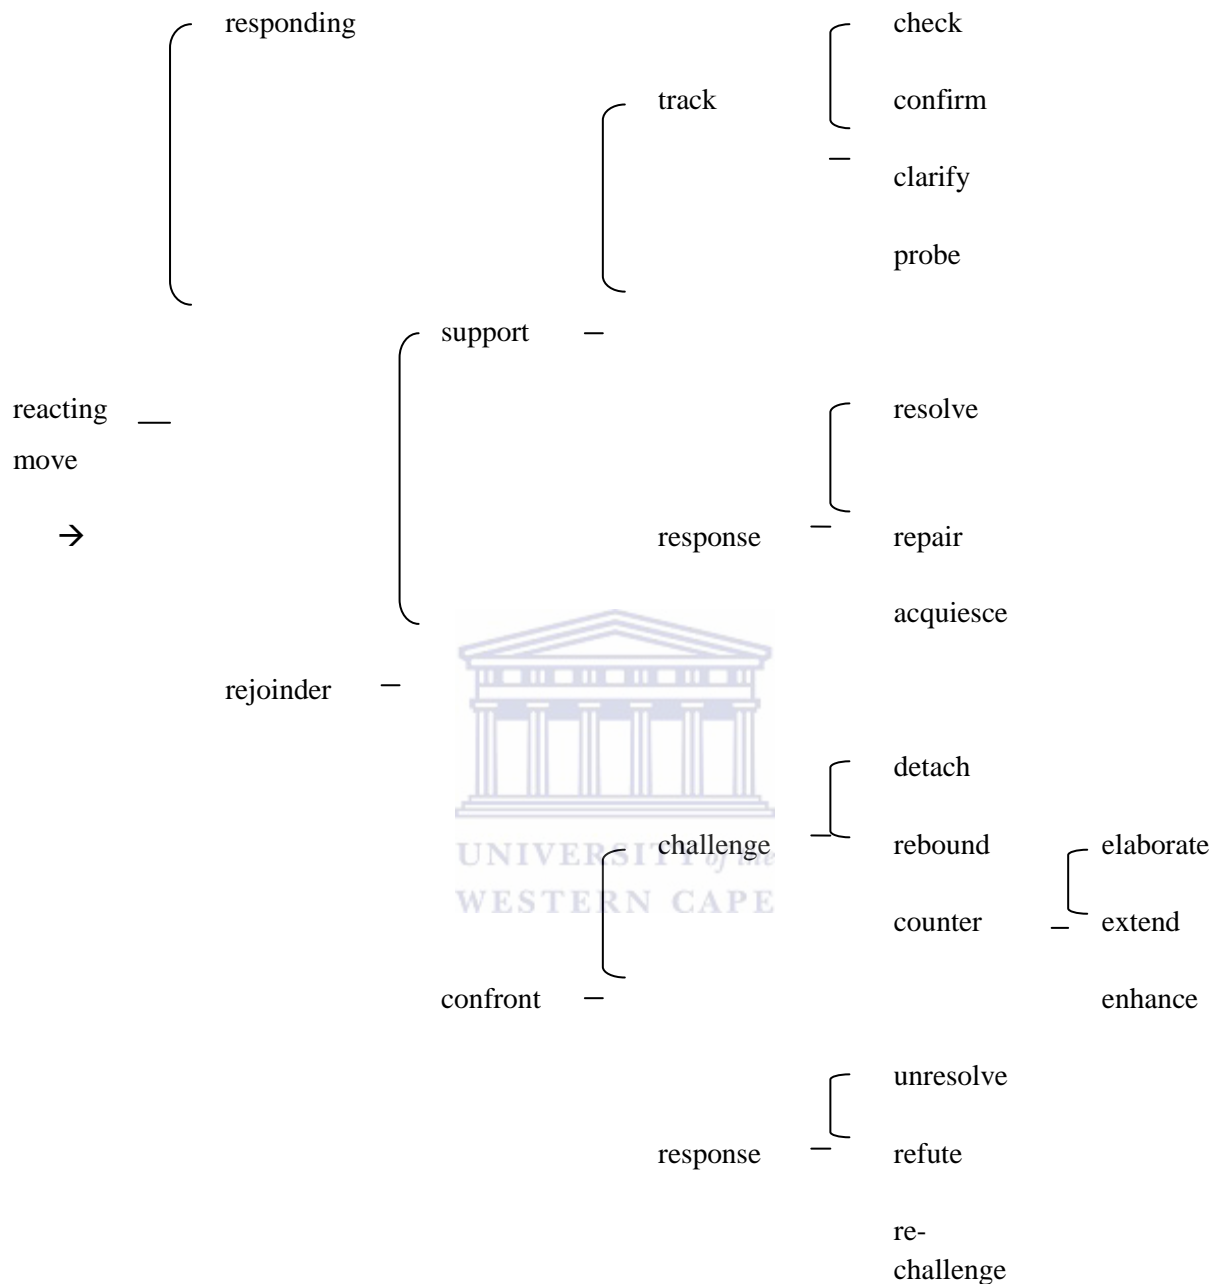 responding
check
track
confirm
clarify
probe
support
reacting
move
resolve
→
response
repair
acquiesce
rejoinder
detach
UNIVERSITY of the
WESTERN CAPE
challenge
rebound
elaborate
counter
extend
confront
enhance
unresolve
response
refute
re-
challenge